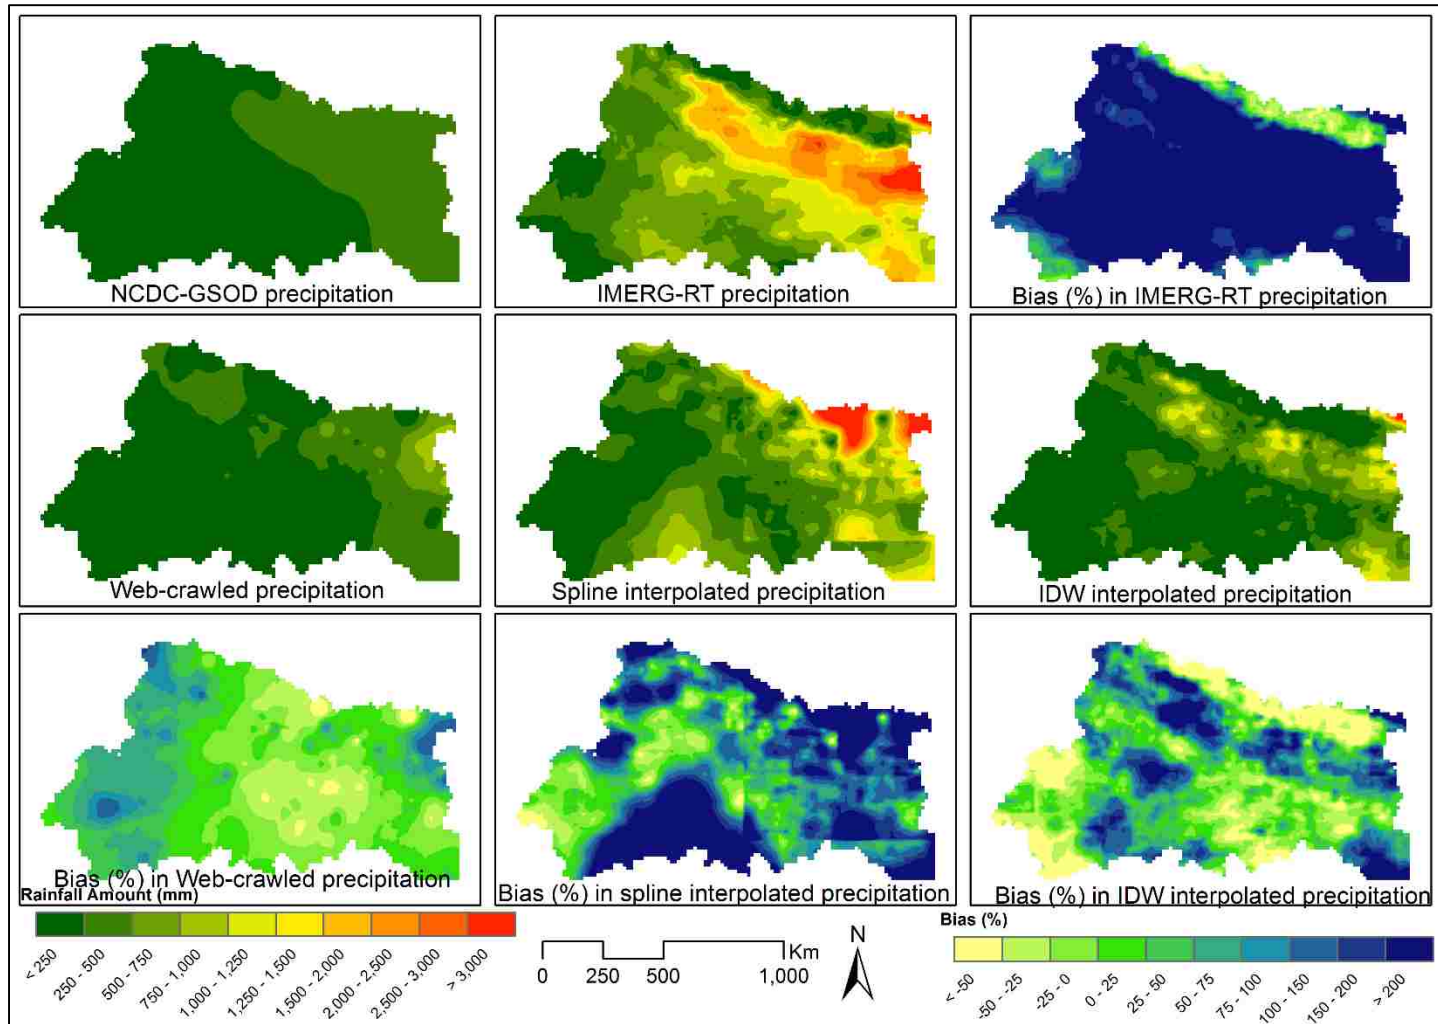 NCDC-GSOD precipitation
IMERG-RT precipitation
Bias (%) in IMERG-RT precipitation
Web-crawled precipitation
Spline interpolated precipitation
IDW interpolated precipitation
Bias (%) in Web-crawled precipitation
Bias (%) in spline interpolated precipitation
Bias (%) in IDW interpolated precipitation
Rainfall Amount (mm)
< 250
250 - 500
500 - 750
750 - 1,000
1,000 - 1,250
1,250 - 1,500
1,500 - 2,000
2,000 - 2,500
2,500 - 3,000
> 3,000
Km
0 250 500 1,000
N
Bias (%)
< -50
-50 - -25
-25 - 0
0 - 25
25 - 50
50 - 75
75 - 100
100 - 150
150 - 200
> 200